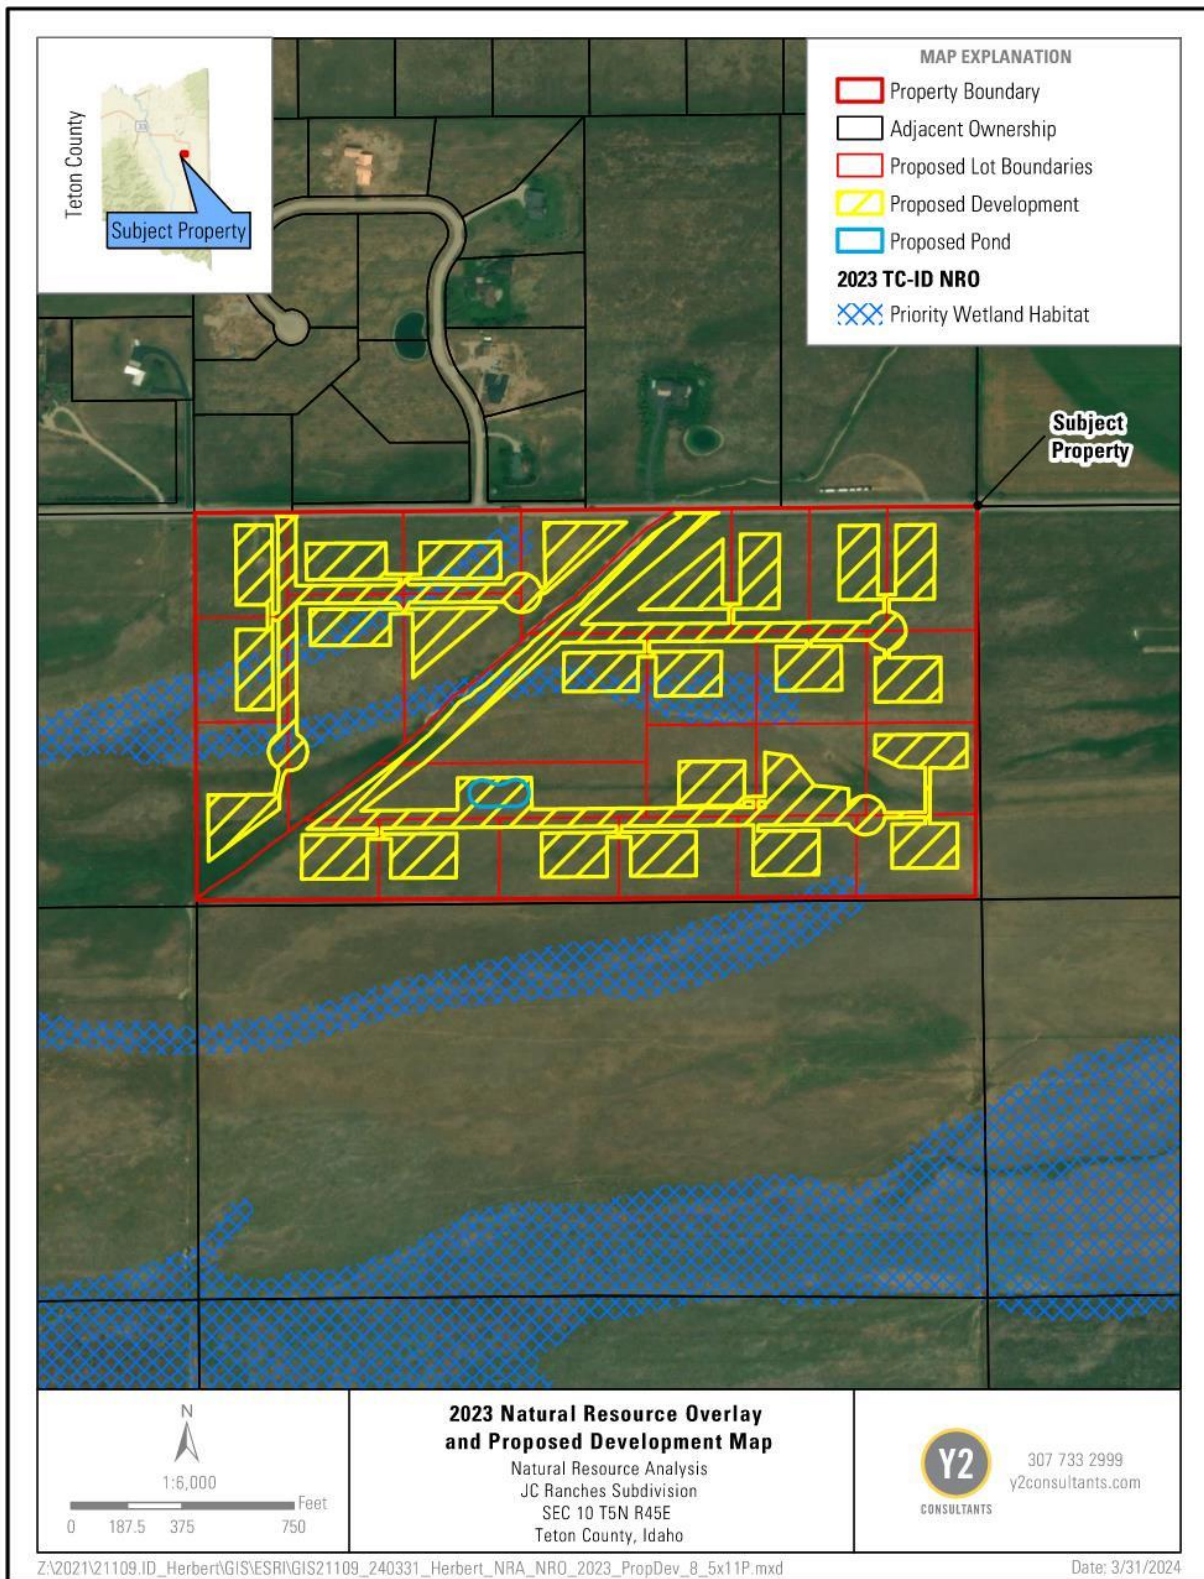 Teton County
33
Subject Property
MAP EXPLANATION
Property Boundary
Adjacent Ownership
Proposed Lot Boundaries
Proposed Development
Proposed Pond
2023 TC-ID NRO
Priority Wetland Habitat
Subject
Property
N
1:6,000
Feet
0 187.5 375 750
2023 Natural Resource Overlay
and Proposed Development Map
Natural Resource Analysis
JC Ranches Subdivision
SEC 10 T5N R45E
Teton County, Idaho
Y2
CONSULTANTS
307 733 2999
y2consultants.com
Z:\2021\21109.ID_Herbert\GIS\ESRI\GIS21109_240331_Herbert_NRA_NRO_2023_PropDev_8_5x11P.mxd
Date: 3/31/2024